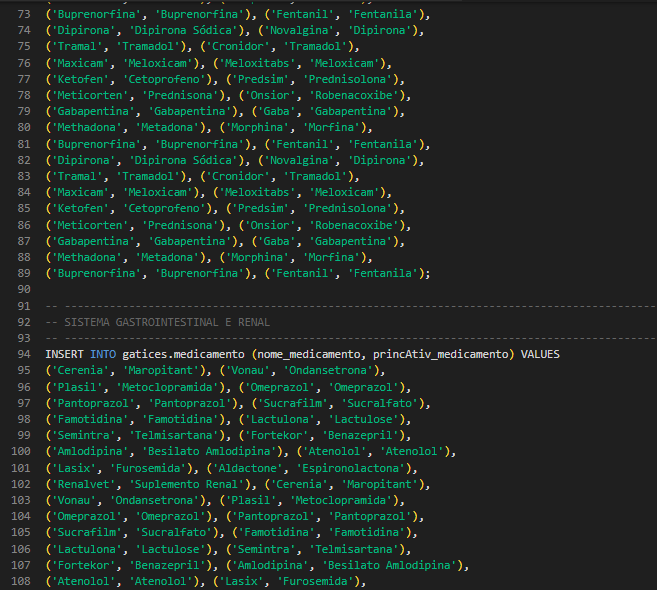 73 ('Buprenorfina', 'Buprenorfina'), ('Fentanil', 'Fentanila'),
74 ('Dipirona', 'Dipirona Sódica'), ('Novalgina', 'Dipirona'),
75 ('Tramal', 'Tramadol'), ('Cronidor', 'Tramadol'),
76 ('Maxicam', 'Meloxicam'), ('Meloxitabs', 'Meloxicam'),
77 ('Ketofen', 'Cetoprofeno'), ('Predsim', 'Prednisolona'),
78 ('Meticorten', 'Prednisona'), ('Onsior', 'Robenacoxibe'),
79 ('Gabapentina', 'Gabapentina'), ('Gaba', 'Gabapentina'),
80 ('Methadona', 'Metadona'), ('Morphina', 'Morfina'),
81 ('Buprenorfina', 'Buprenorfina'), ('Fentanil', 'Fentanila'),
82 ('Dipirona', 'Dipirona Sódica'), ('Novalgina', 'Dipirona'),
83 ('Tramal', 'Tramadol'), ('Cronidor', 'Tramadol'),
84 ('Maxicam', 'Meloxicam'), ('Meloxitabs', 'Meloxicam'),
85 ('Ketofen', 'Cetoprofeno'), ('Predsim', 'Prednisolona'),
86 ('Meticorten', 'Prednisona'), ('Onsior', 'Robenacoxibe'),
87 ('Gabapentina', 'Gabapentina'), ('Gaba', 'Gabapentina'),
88 ('Methadona', 'Metadona'), ('Morphina', 'Morfina'),
89 ('Buprenorfina', 'Buprenorfina'), ('Fentanil', 'Fentanila');
90
91 -- ----------------------------------------------------------------------------------------
92 -- SISTEMA GASTROINTESTINAL E RENAL
93 -- ----------------------------------------------------------------------------------------
94 INSERT INTO gatices.medicamento (nome_medicamento, princAtiv_medicamento) VALUES
95 ('Cerenia', 'Maropitant'), ('Vonau', 'Ondansetrona'),
96 ('Plasil', 'Metoclopramida'), ('Omeprazol', 'Omeprazol'),
97 ('Pantoprazol', 'Pantoprazol'), ('Sucrafilm', 'Sucralfato'),
98 ('Famotidina', 'Famotidina'), ('Lactulona', 'Lactulose'),
99 ('Semintra', 'Telmisartana'), ('Fortekor', 'Benazepril'),
100 ('Amlodipina', 'Besilato Amlodipina'), ('Atenolol', 'Atenolol'),
101 ('Lasix', 'Furosemida'), ('Aldactone', 'Espironolactona'),
102 ('Renalvet', 'Suplemento Renal'), ('Cerenia', 'Maropitant'),
103 ('Vonau', 'Ondansetrona'), ('Plasil', 'Metoclopramida'),
104 ('Omeprazol', 'Omeprazol'), ('Pantoprazol', 'Pantoprazol'),
105 ('Sucrafilm', 'Sucralfato'), ('Famotidina', 'Famotidina'),
106 ('Lactulona', 'Lactulose'), ('Semintra', 'Telmisartana'),
107 ('Fortekor', 'Benazepril'), ('Amlodipina', 'Besilato Amlodipina'),
108 ('Atenolol', 'Atenolol'), ('Lasix', 'Furosemida'),